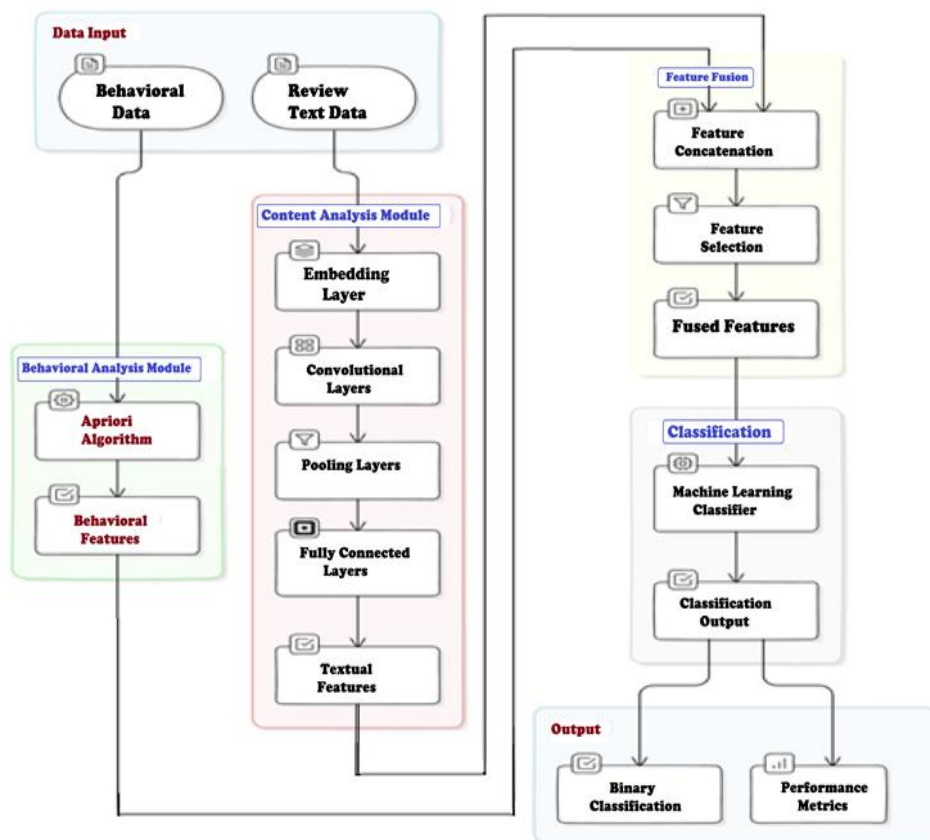 Data Input
Behavioral
Data
Review
Text Data
Content Analysis Module
Embedding
Layer
Convolutional
Layers
Pooling Layers
Fully Connected
Layers
Textual
Features
Behavioral Analysis Module
Apriori
Algorithm
Behavioral
Features
Feature Fusion
Feature
Concatenation
Feature
Selection
Fused Features
Classification
Machine Learning
Classifier
Classification
Output
Output
Binary
Classification
Performance
Metrics